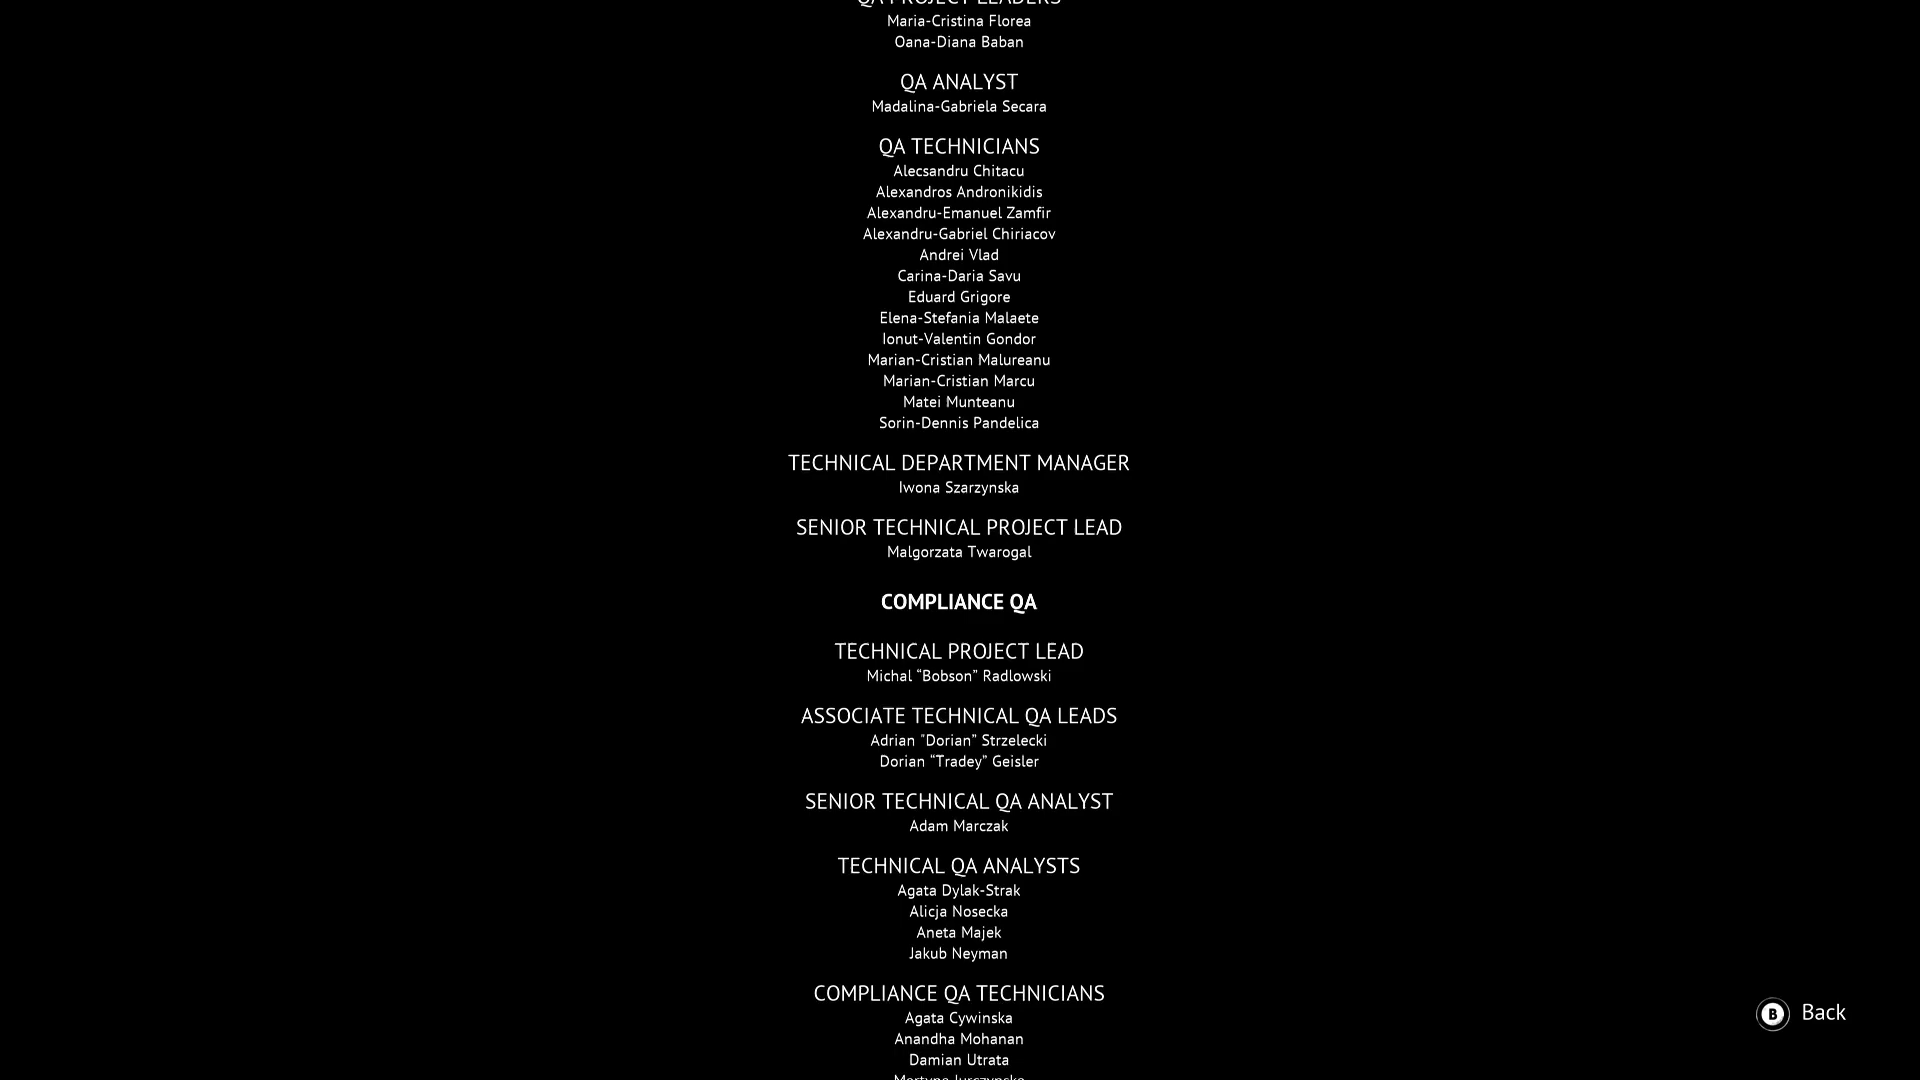 QA PROJECT LEADERS
Maria-Cristina Florea
Oana-Diana Baban
QA ANALYST
Madalina-Gabriela Secara
QA TECHNICIANS
Alecsandru Chitacu
Alexandros Andronikidis
Alexandru-Emanuel Zamfir
Alexandru-Gabriel Chiriacov
Andrei Vlad
Carina-Daria Savu
Eduard Grigore
Elena-Stefania Malaete
Ionut-Valentin Gondor
Marian-Cristian Malureanu
Marian-Cristian Marcu
Matei Munteanu
Sorin-Dennis Pandelica
TECHNICAL DEPARTMENT MANAGER
Iwona Szarzynska
SENIOR TECHNICAL PROJECT LEAD
Malgorzata Twarogal
COMPLIANCE QA
TECHNICAL PROJECT LEAD
Michal “Bobson” Radlowski
ASSOCIATE TECHNICAL QA LEADS
Adrian "Dorian” Strzelecki
Dorian “Tradey” Geisler
SENIOR TECHNICAL QA ANALYST
Adam Marczak
TECHNICAL QA ANALYSTS
Agata Dylak-Strak
Alicja Nosecka
Aneta Majek
Jakub Neyman
COMPLIANCE QA TECHNICIANS
Agata Cywinska
Anandha Mohanan
Damian Utrata
B Back